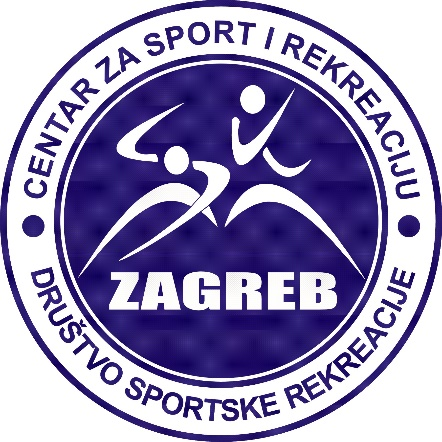 CENTAR ZA SPORT I REKREACIJU
ZAGREB
DRUŠTVO SPORTSKE REKREACIJE